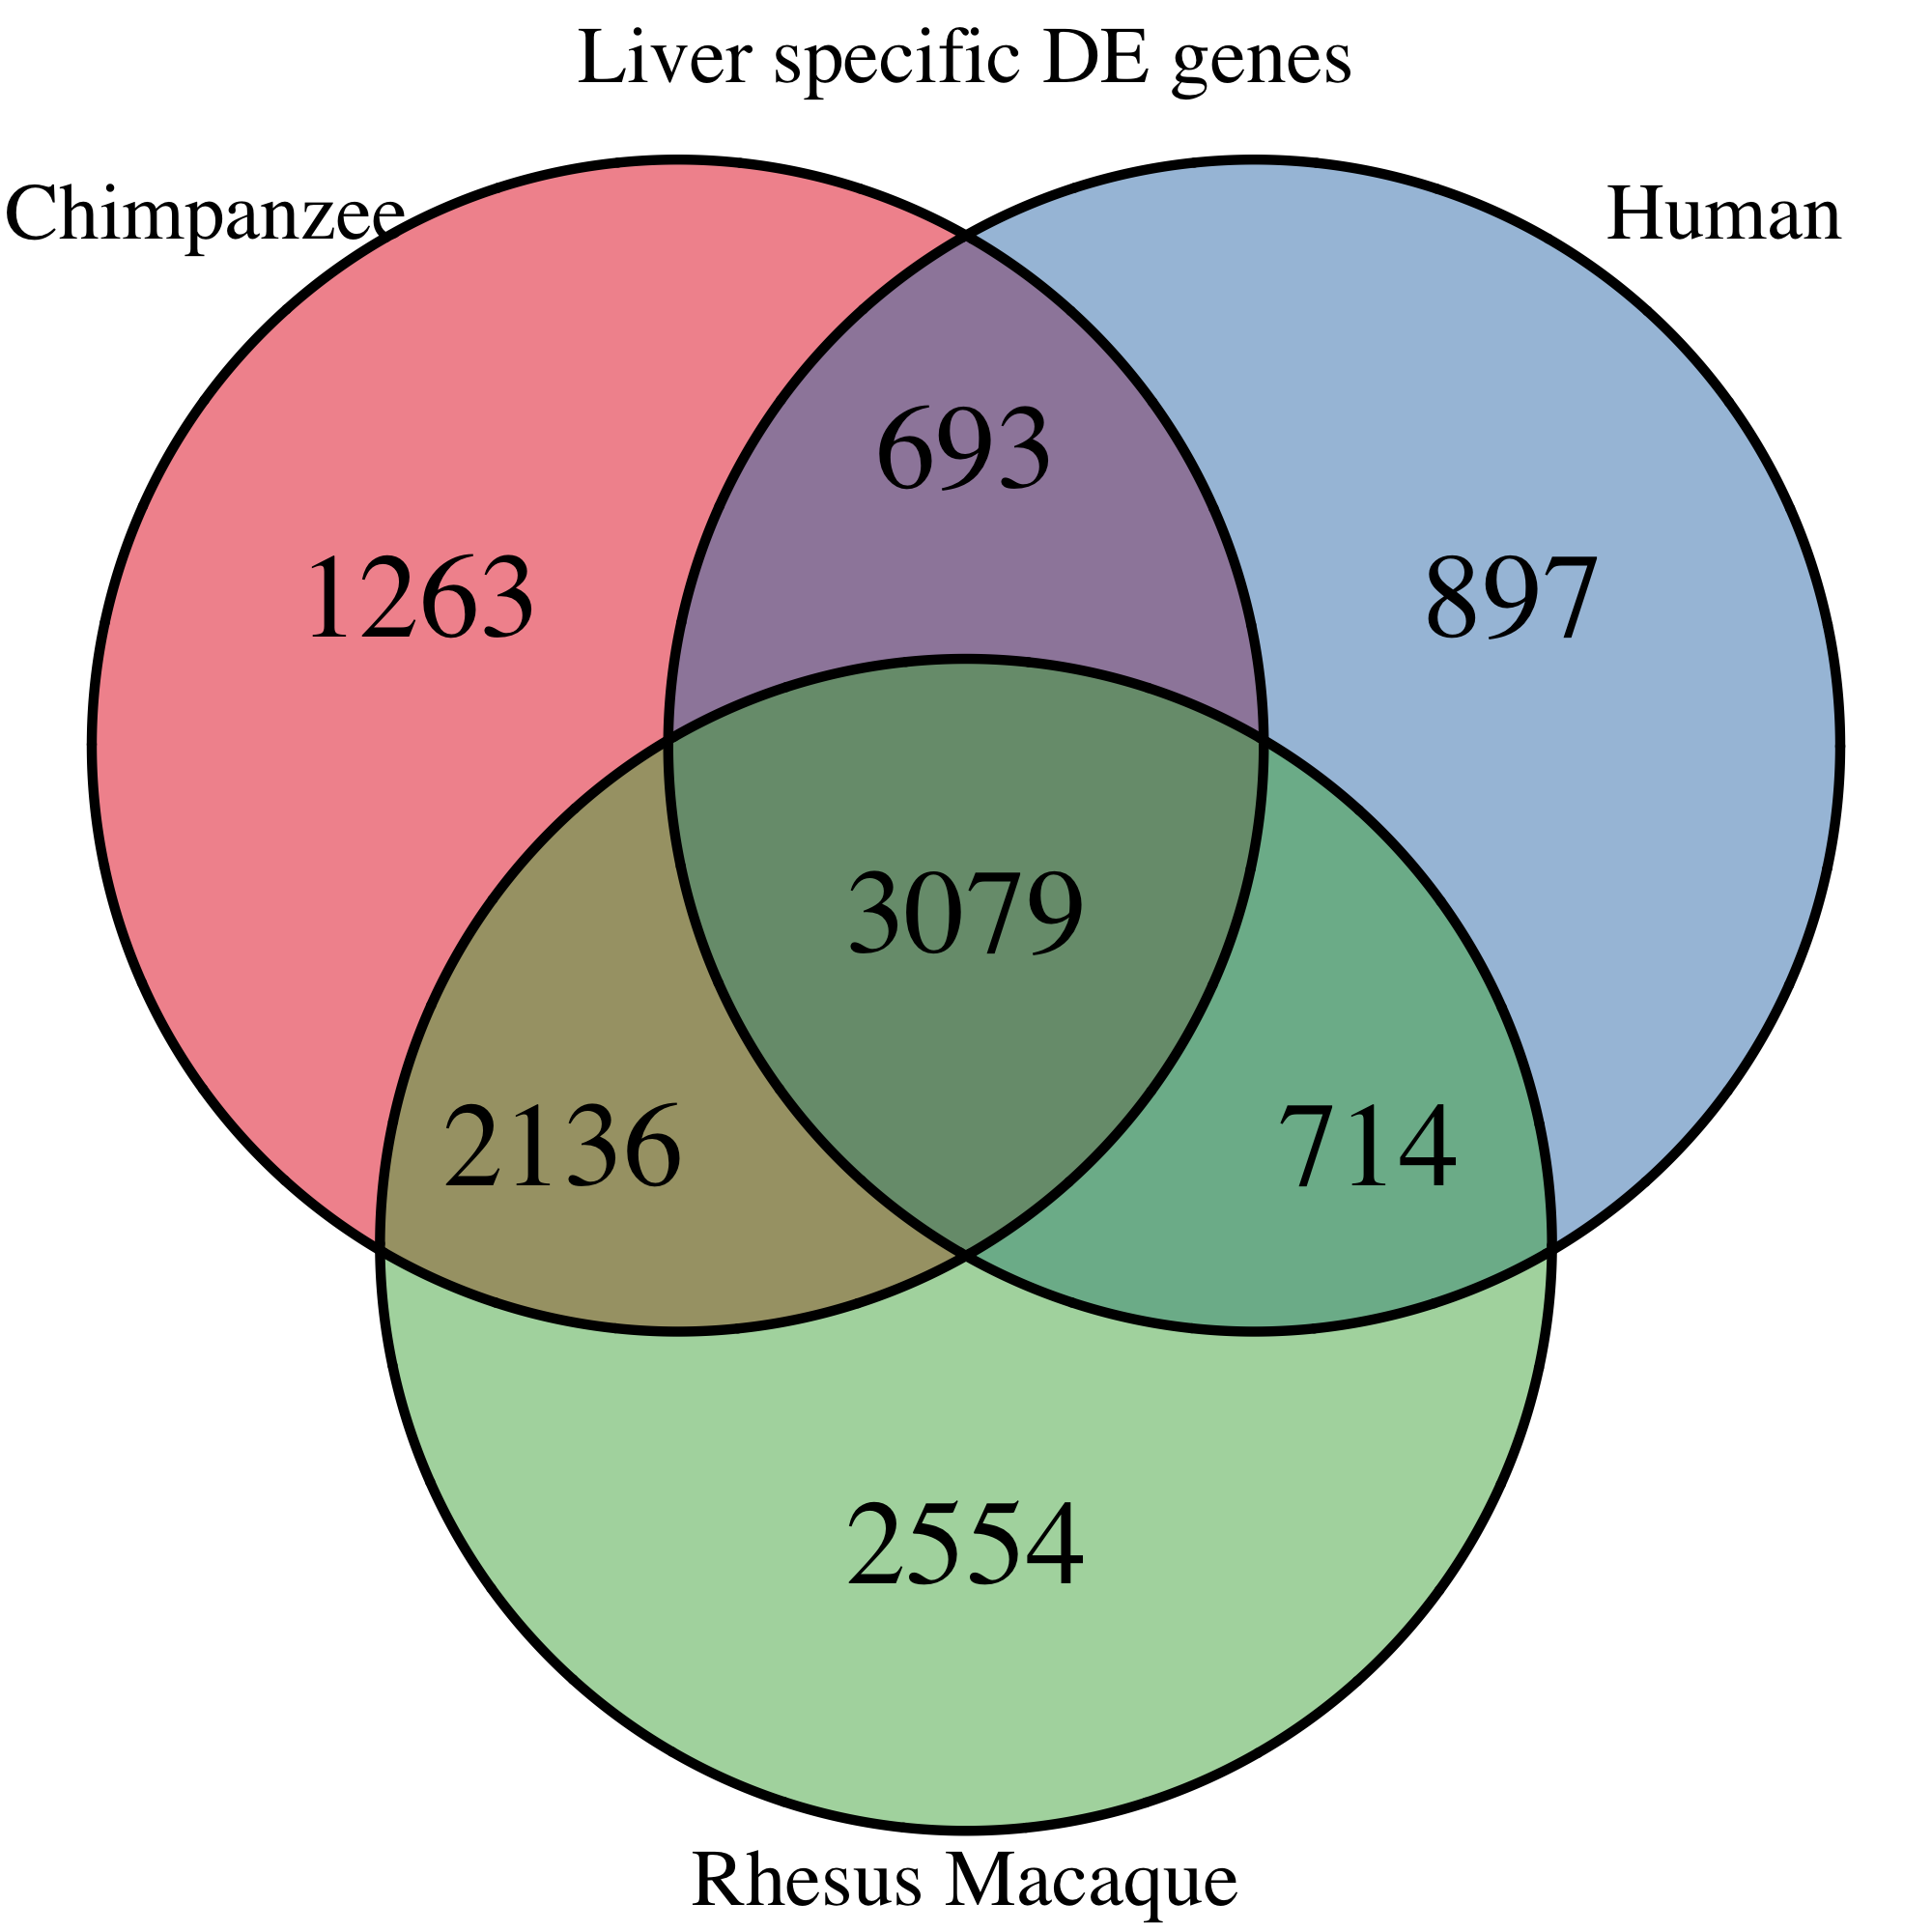 Liver specific DE genes
Chimpanzee
Human
693
1263
897
3079
2136
714
2554
Rhesus Macaque